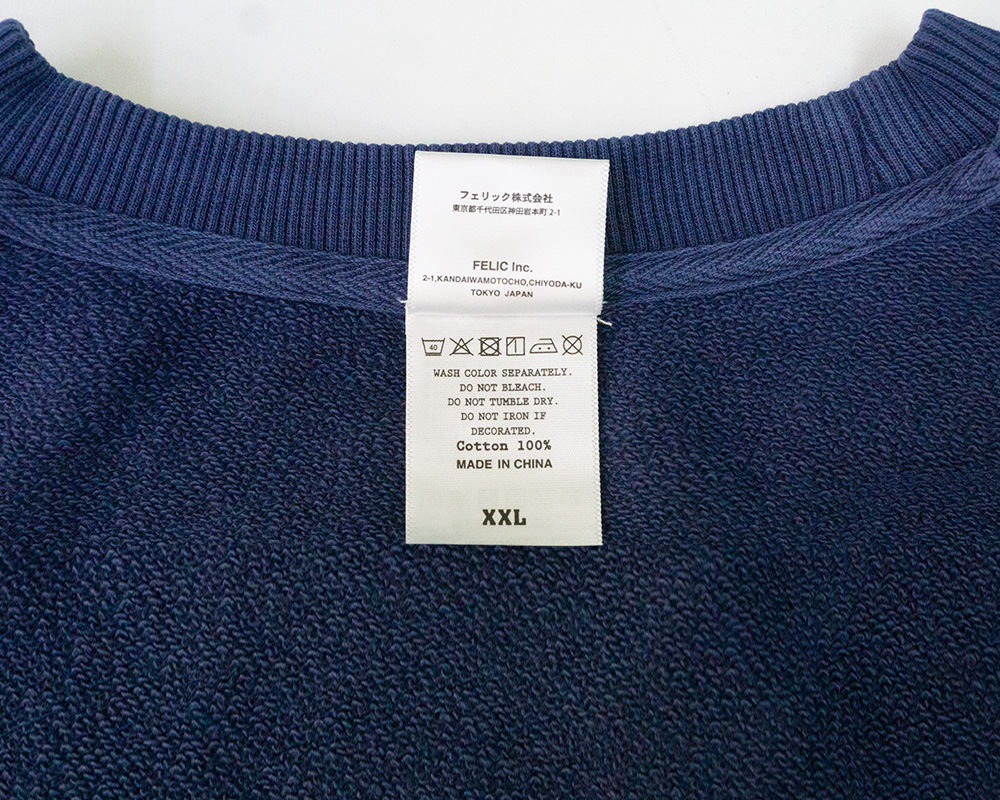 フェリック株式会社
東京都千代田区神田岩本町 2-1
FELIC Inc.
2-1,KANDAIWAMOTOCHO,CHIYODA-KU
TOKYO JAPAN
40
WASH COLOR SEPARATELY.
DO NOT BLEACH.
DO NOT TUMBLE DRY.
DO NOT IRON IF
DECORATED.
Cotton 100%
MADE IN CHINA
XXL